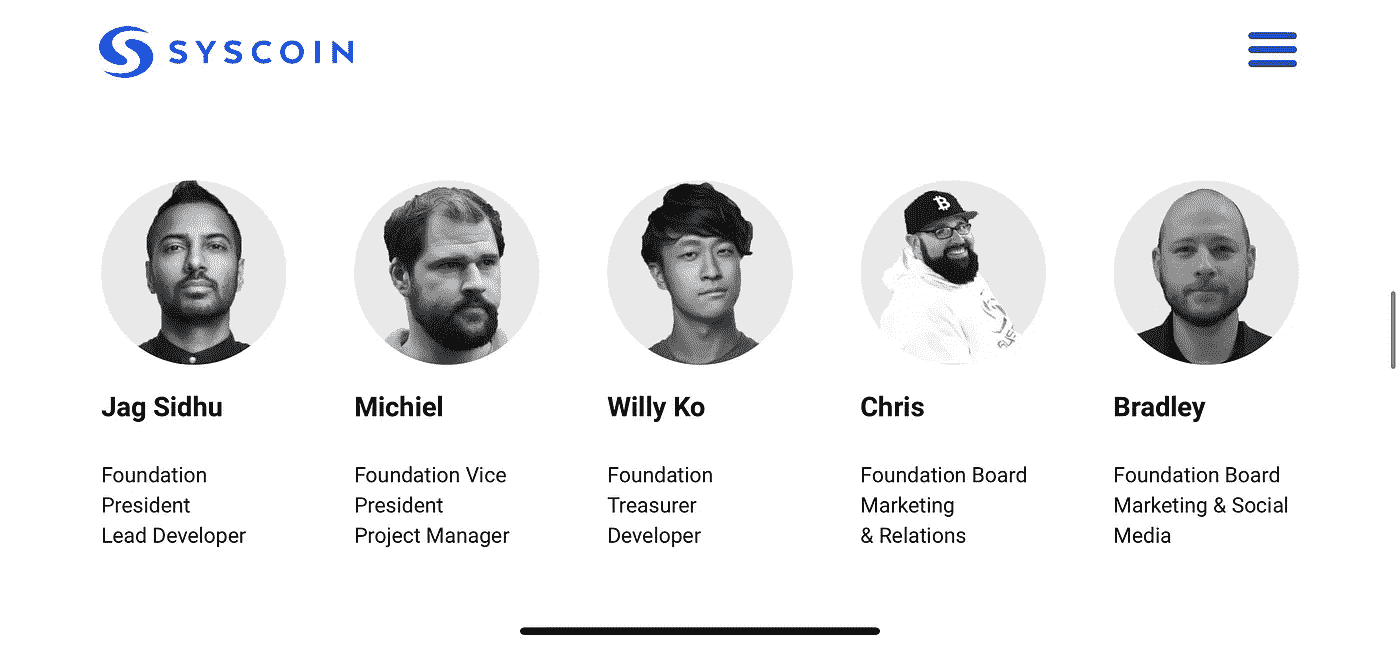 SYSCOIN
Jag Sidhu
Foundation
President
Lead Developer
Michiel
Foundation Vice
President
Project Manager
Willy Ko
Foundation
Treasurer
Developer
Chris
Foundation Board
Marketing
& Relations
Bradley
Foundation Board
Marketing & Social
Media